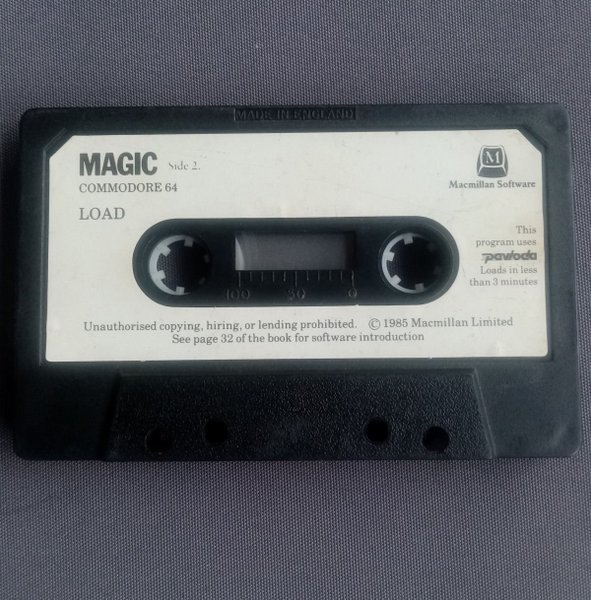 MADE IN ENGLAND
MAGIC Side 2.
COMMODORE 64
LOAD
M
Macmillan Software
This
program uses
pavloda
Loads in less
than 3 minutes
100 50 0
Unauthorised copying, hiring, or lending prohibited. © 1985 Macmillan Limited
See page 32 of the book for software introduction